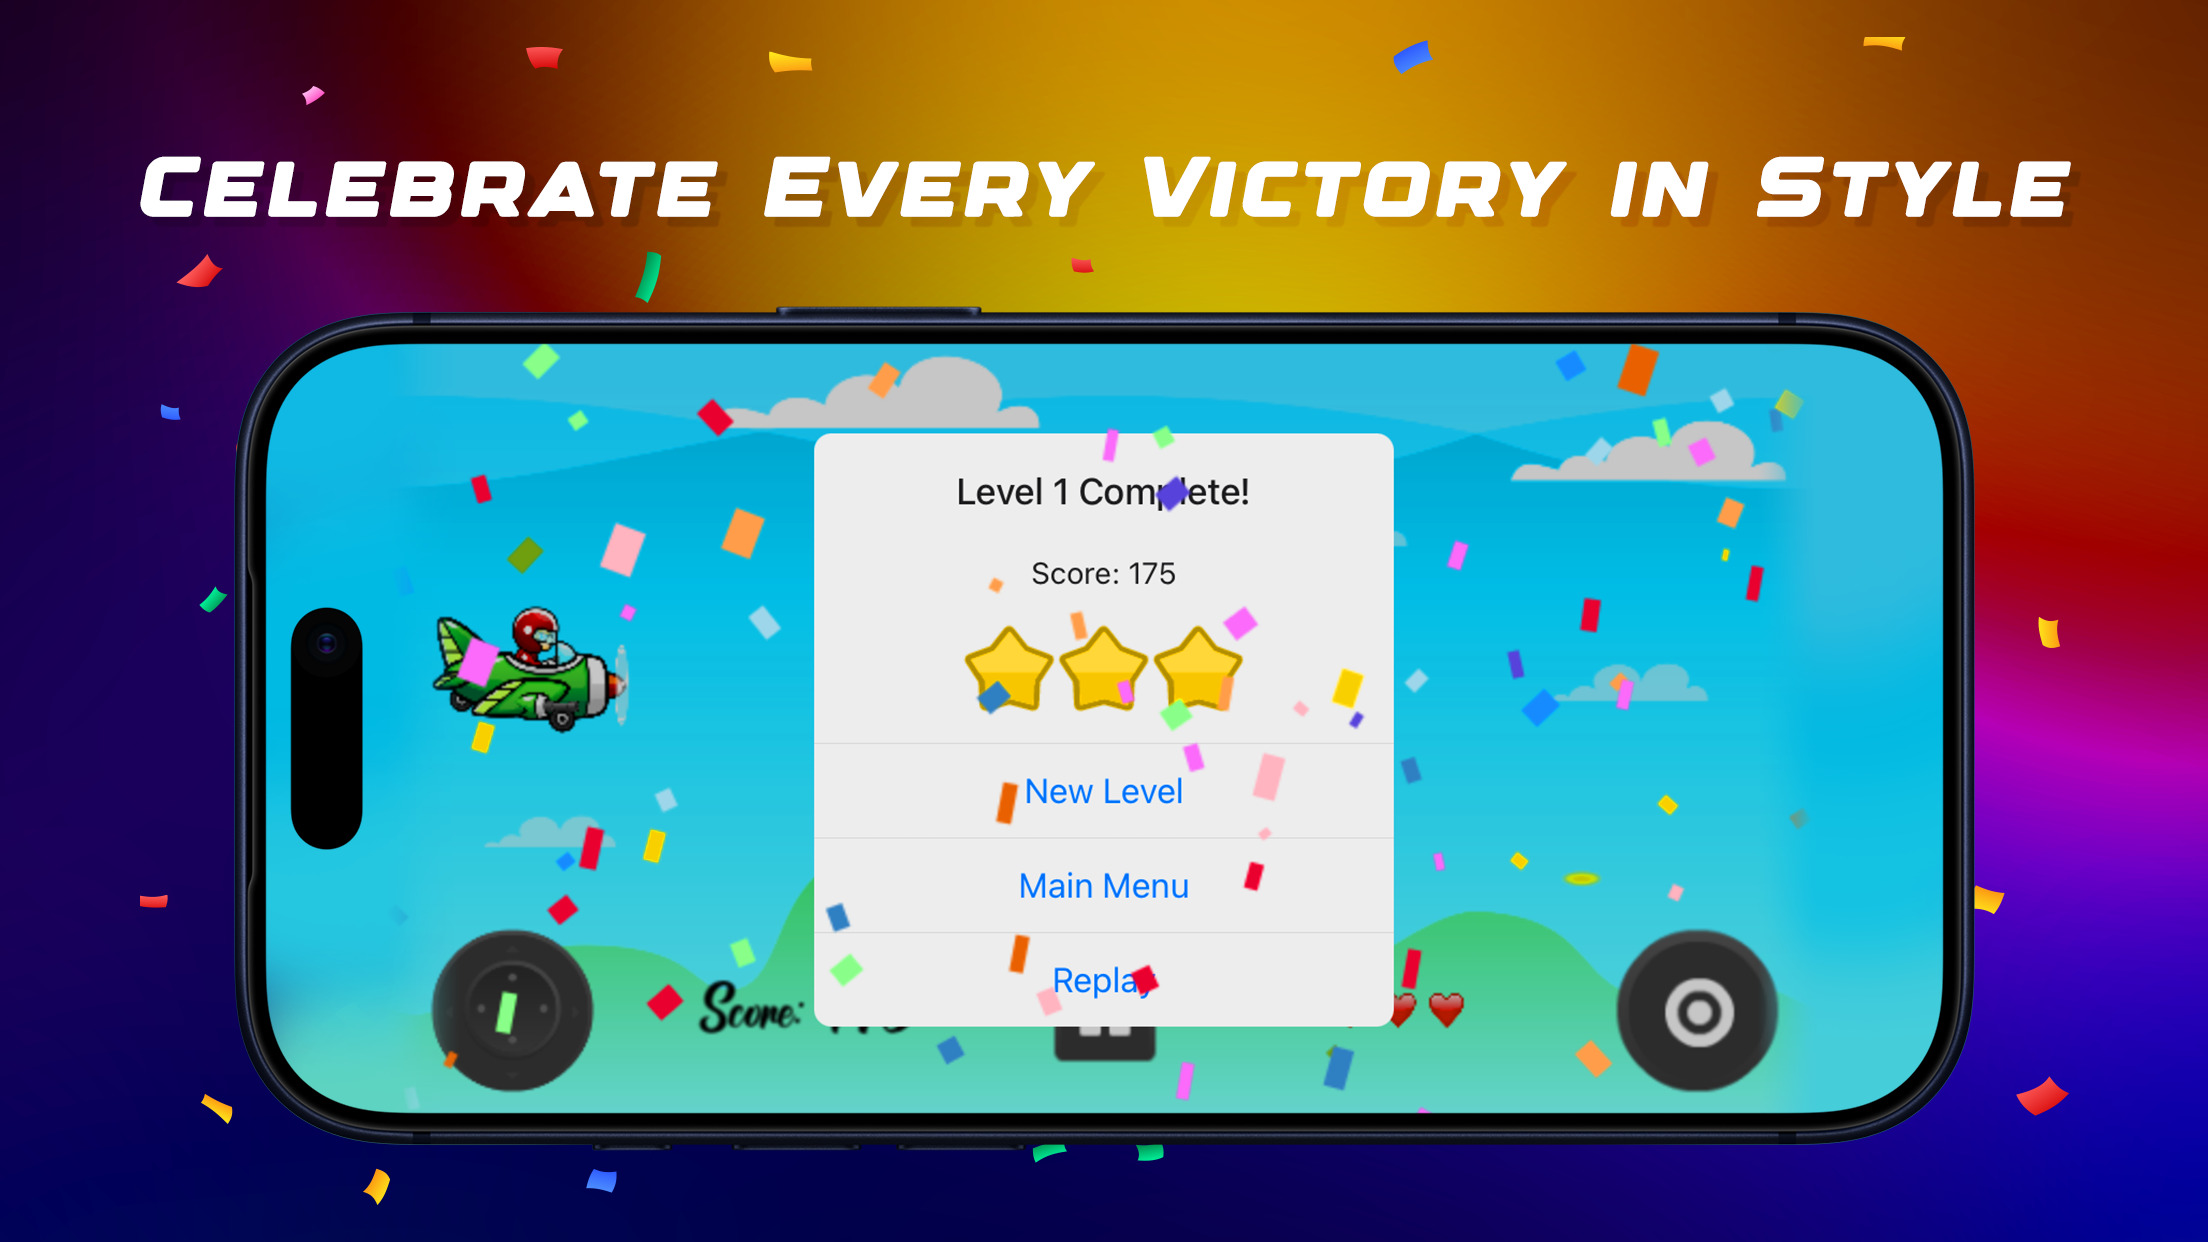 CELEBRATE EVERY VICTORY IN STYLE
Level 1 Complete!
Score: 175
New Level
Main Menu
Replay
Score: